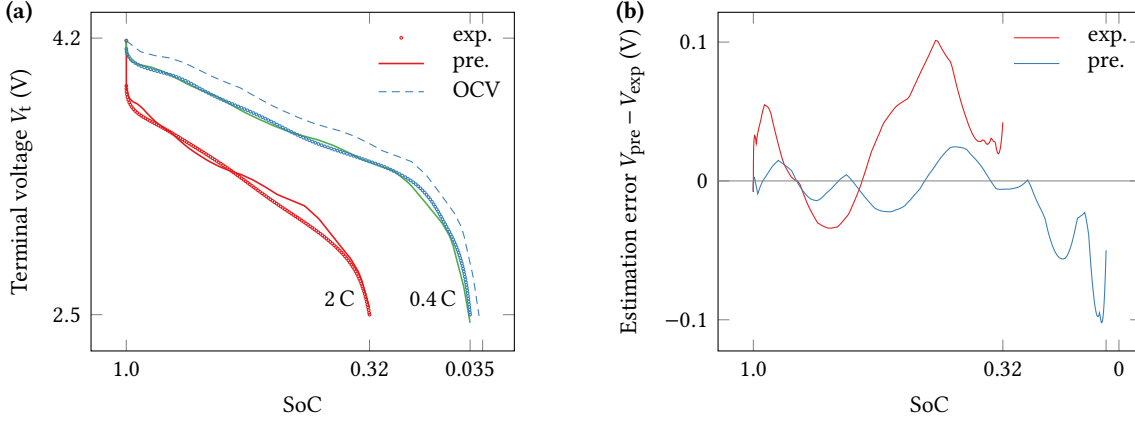 (a)
Terminal voltage Vt (V)
4.2
2.5
exp.
pre.
OCV
2 C
0.4 C
1.0
0.32
0.035
SoC
(b)
Estimation error Vpre − Vexp (V)
0.1
0
−0.1
exp.
pre.
1.0
0.32
0
SoC